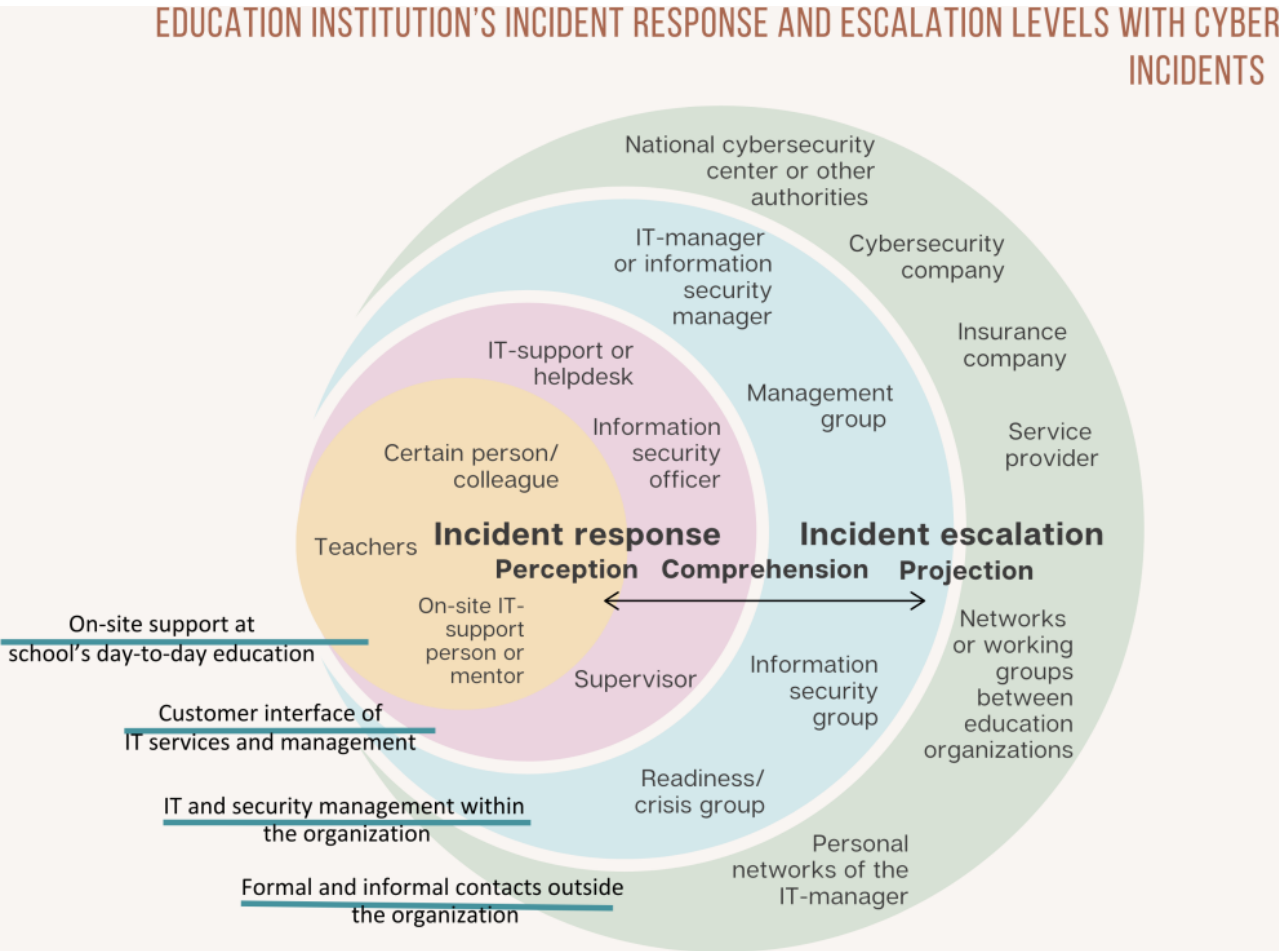 EDUCATION INSTITUTION'S INCIDENT RESPONSE AND ESCALATION LEVELS WITH CYBER
INCIDENTS
National cybersecurity
center or other
authorities
IT-manager
or information
security
manager
Cybersecurity
company
Insurance
company
IT-support or
helpdesk
Management
group
Information
security
officer
Service
provider
Certain person/
colleague
Incident response
Incident escalation
Teachers
Perception
Comprehension
Projection
On-site IT-
support
person or
mentor
Networks
or working
groups
between
education
organizations
On-site support at
school's day-to-day education
Supervisor
Information
security
group
Customer interface of
IT services and management
Readiness/
crisis group
IT and security management within
the organization
Personal
networks of the
IT-manager
Formal and informal contacts outside
the organization